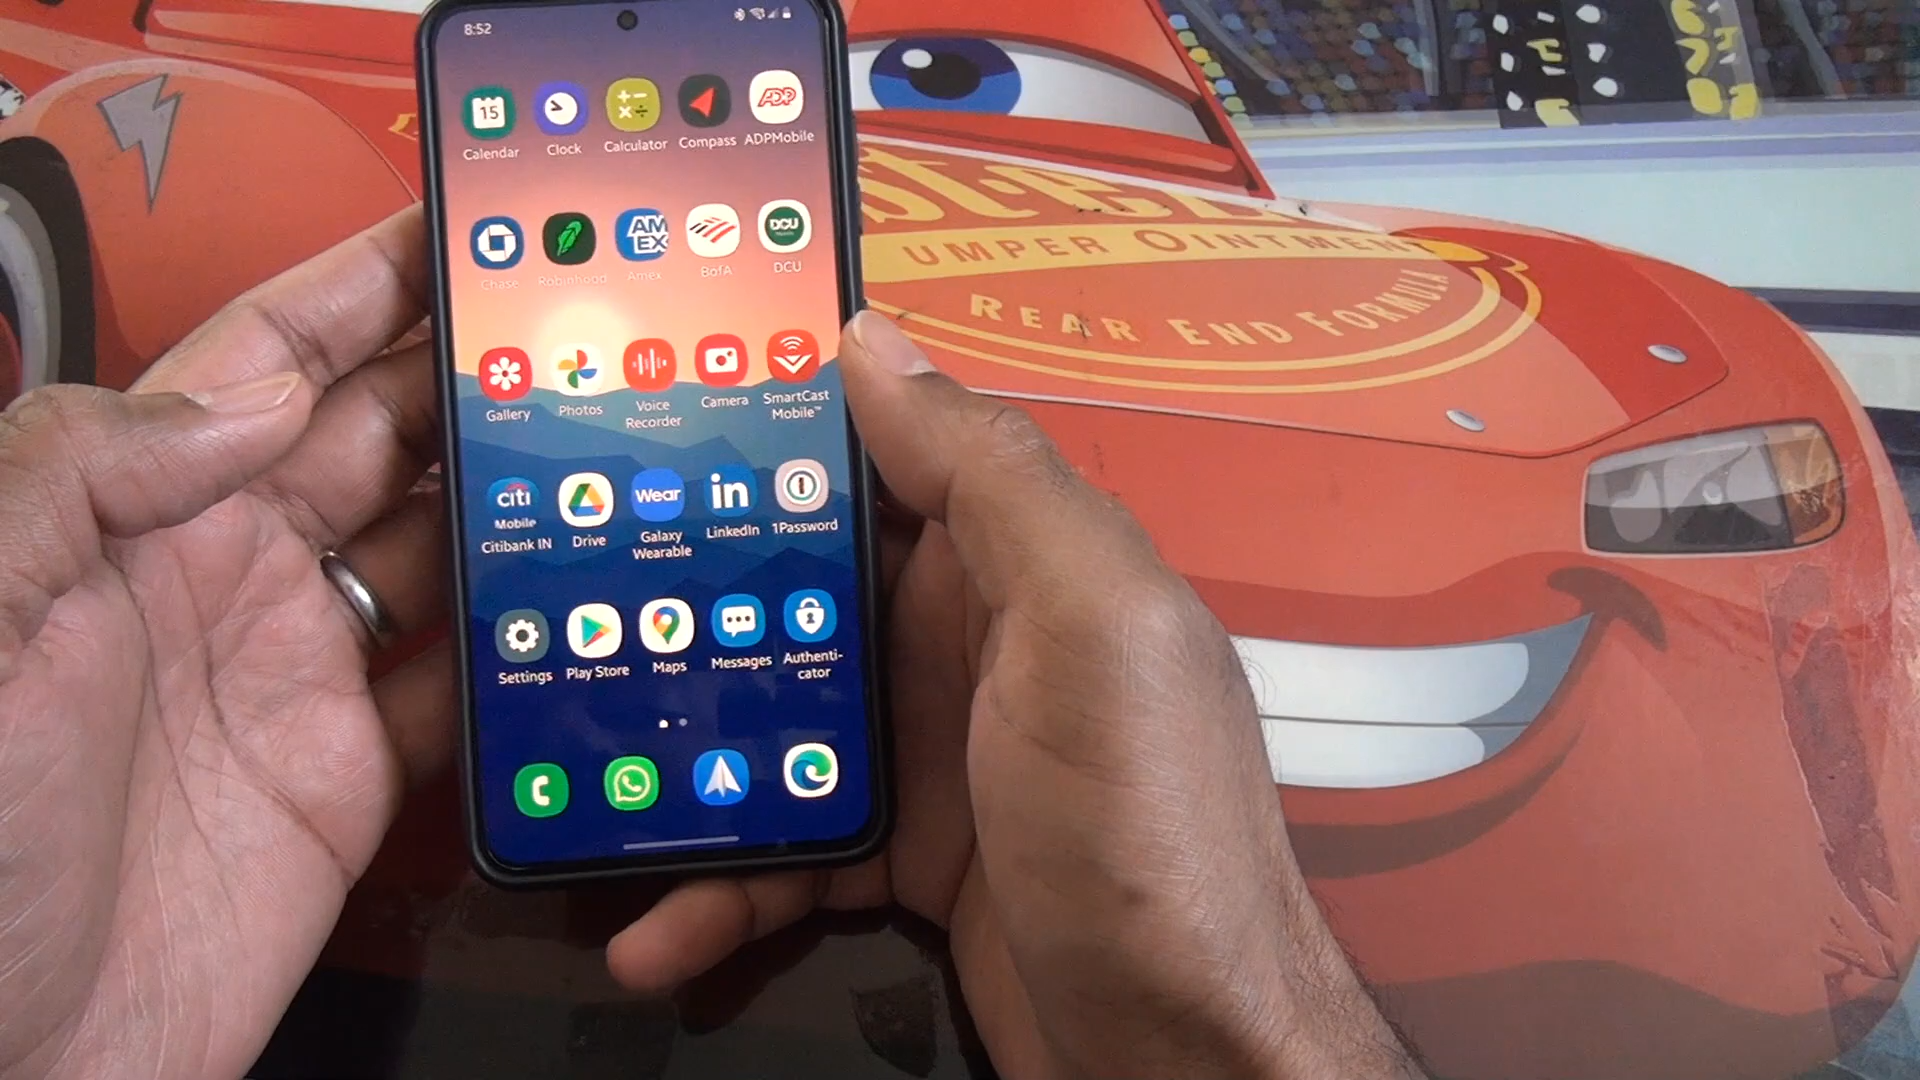 8:52
15
Calendar
Clock
Calculator
Compass
ADP
ADPMobile
Chase
Robinhood
AM
EX
Amex
BofA
DCU
DCU
Gallery
Photos
Voice
Recorder
Camera
SmartCast
Mobile™
citi
Mobile
Citibank IN
Drive
Wear
Galaxy
Wearable
in
LinkedIn
1Password
Settings
Play Store
Maps
Messages
Authenti-
cator
UMPER OINTMENT
REAR END FORMULA